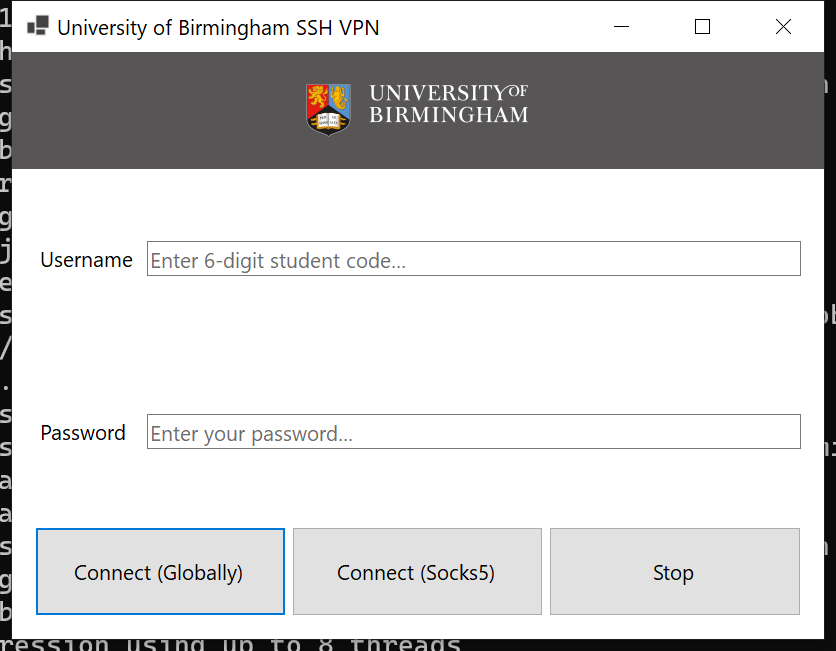 University of Birmingham SSH VPN
UNIVERSITY OF
BIRMINGHAM
Username
Enter 6-digit student code...
Password
Enter your password...
Connect (Globally)
Connect (Socks5)
Stop
ression using up to 8 threads